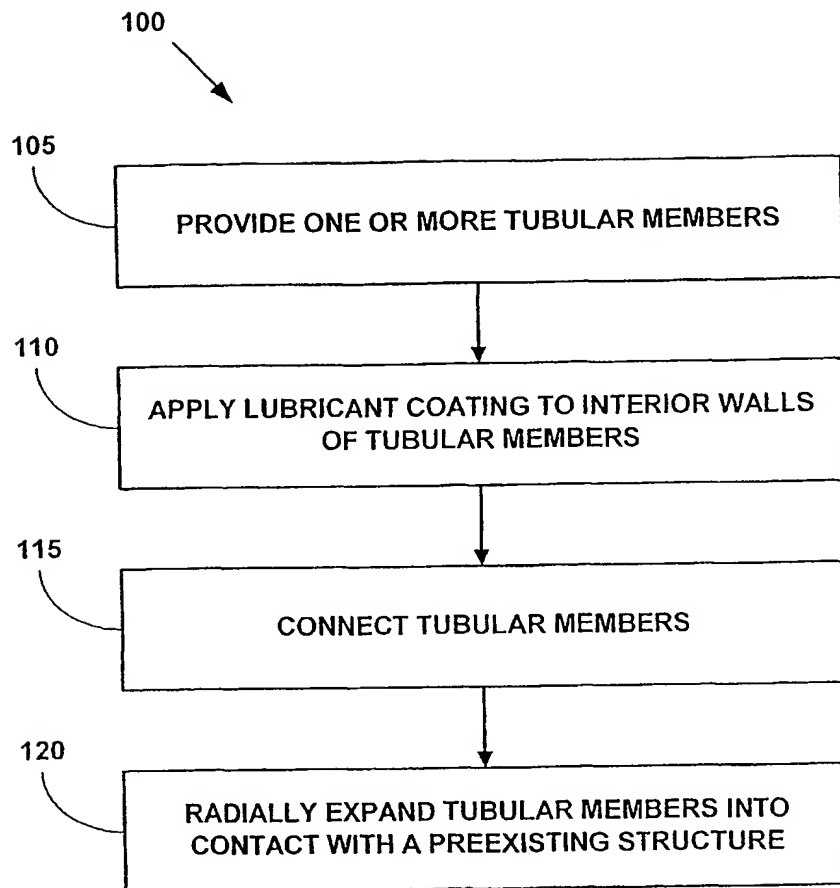 100
105
PROVIDE ONE OR MORE TUBULAR MEMBERS
110
APPLY LUBRICANT COATING TO INTERIOR WALLS
OF TUBULAR MEMBERS
115
CONNECT TUBULAR MEMBERS
120
RADIALLY EXPAND TUBULAR MEMBERS INTO
CONTACT WITH A PREEXISTING STRUCTURE